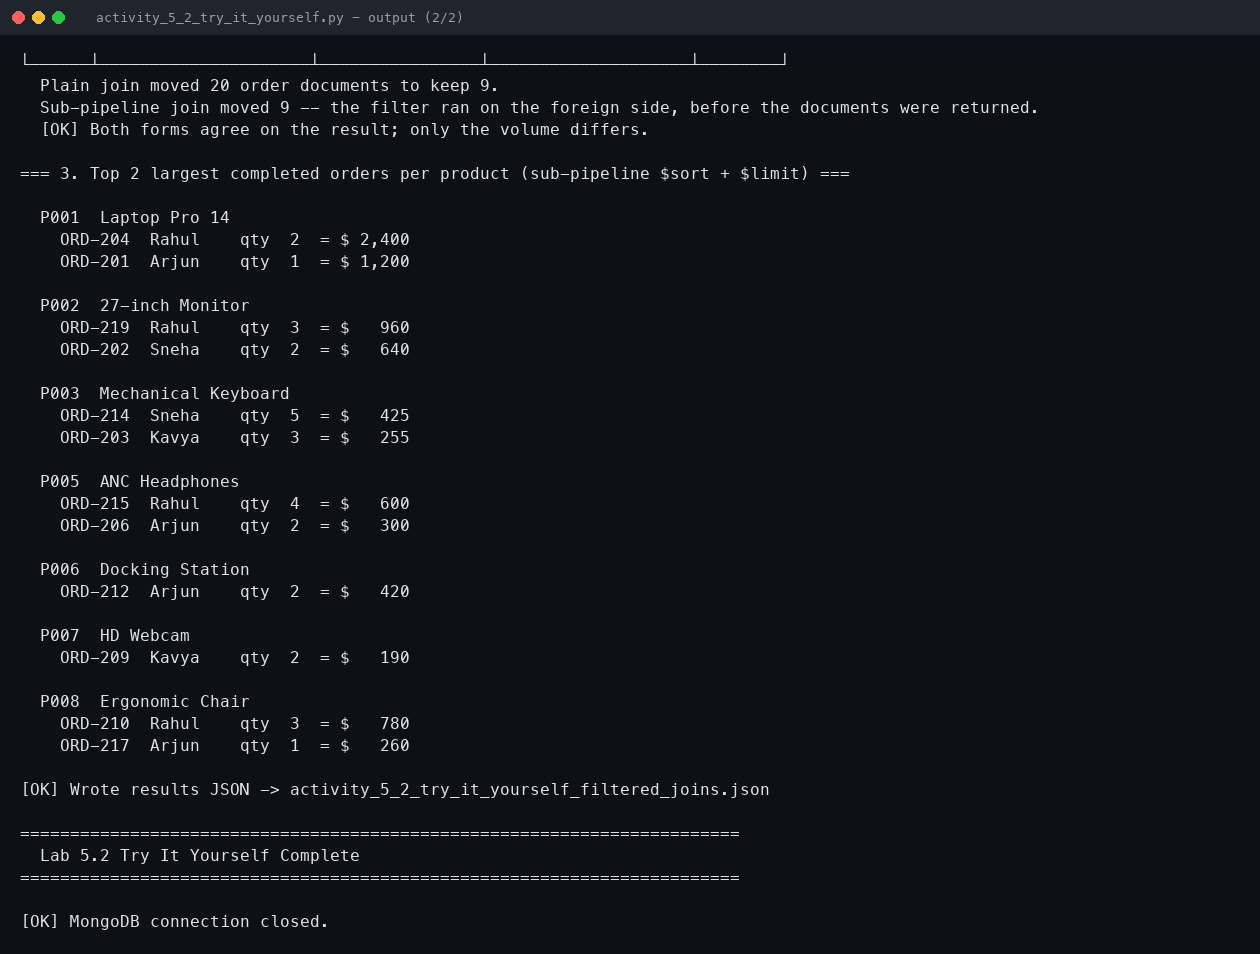 activity_5_2_try_it_yourself.py — output (2/2)
└──────┴──────────────────────┴─────────────────┴─────────────────────┴─────────┘
  Plain join moved 20 order documents to keep 9.
  Sub-pipeline join moved 9 -- the filter ran on the foreign side, before the documents were returned.
  [OK] Both forms agree on the result; only the volume differs.

=== 3. Top 2 largest completed orders per product (sub-pipeline $sort + $limit) ===

  P001  Laptop Pro 14
    ORD-204  Rahul    qty  2  = $ 2,400
    ORD-201  Arjun    qty  1  = $ 1,200

  P002  27-inch Monitor
    ORD-219  Rahul    qty  3  = $   960
    ORD-202  Sneha    qty  2  = $   640

  P003  Mechanical Keyboard
    ORD-214  Sneha    qty  5  = $   425
    ORD-203  Kavya    qty  3  = $   255

  P005  ANC Headphones
    ORD-215  Rahul    qty  4  = $   600
    ORD-206  Arjun    qty  2  = $   300

  P006  Docking Station
    ORD-212  Arjun    qty  2  = $   420

  P007  HD Webcam
    ORD-209  Kavya    qty  2  = $   190

  P008  Ergonomic Chair
    ORD-210  Rahul    qty  3  = $   780
    ORD-217  Arjun    qty  1  = $   260

[OK] Wrote results JSON -> activity_5_2_try_it_yourself_filtered_joins.json

========================================================================
  Lab 5.2 Try It Yourself Complete
========================================================================

[OK] MongoDB connection closed.